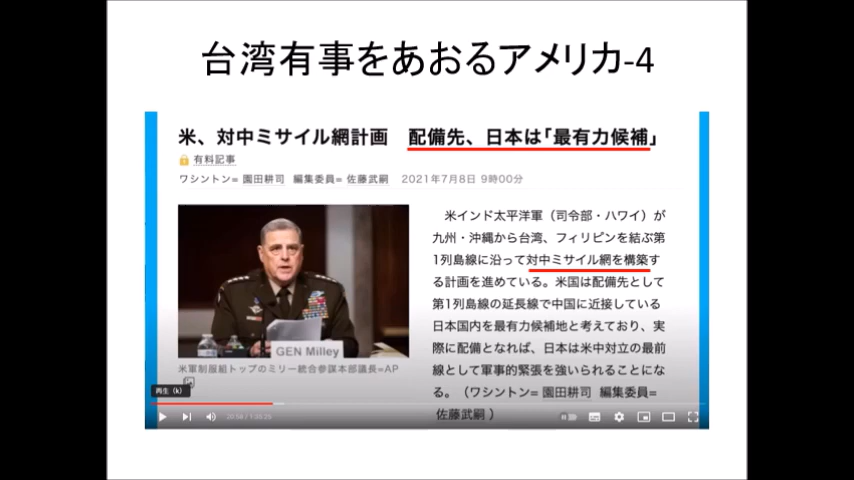 台湾有事をあおるアメリカ-4
米、対中ミサイル網計画　配備先、日本は「最有力候補」
有料記事
ワシントン= 園田耕司　編集委員= 佐藤武嗣　2021年7月8日 9時00分
米インド太平洋軍（司令部・ハワイ）が
九州・沖縄から台湾、フィリピンを結ぶ第
1列島線に沿って対中ミサイル網を構築す
る計画を進めている。米国は配備先として
第1列島線の延長線で中国に近接している
日本国内を最有力候補地と考えており、実
際に配備となれば、日本は米中対立の最前
線として軍事的緊張を強いられることにな
る。（ワシントン= 園田耕司　編集委員=
佐藤武嗣 ）
GEN Milley
米軍制服組トップのミリー統合参謀本部議長=AP
再生（k）